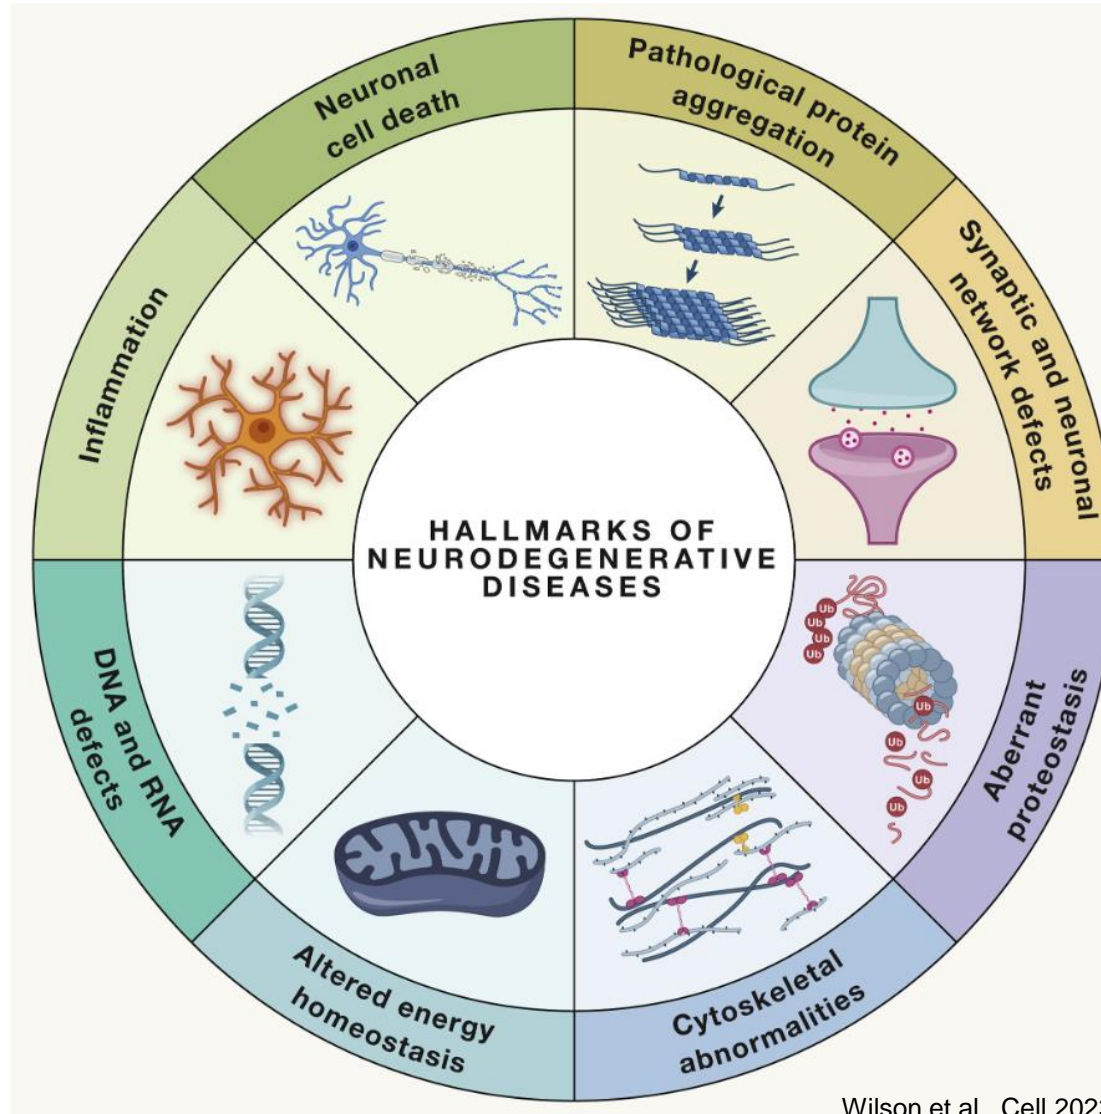 HALLMARKS OF
NEURODEGENERATIVE
DISEASES
Pathological protein
aggregation
Synaptic and neuronal
network defects
Ub
Ub
Ub
Ub
Ub
Ub
Ub
Ub
Aberrant
proteostasis
Cytoskeletal
abnormalities
Altered energy
homeostasis
DNA and RNA
defects
Inflammation
Neuronal
cell death
Wilson et al., Cell